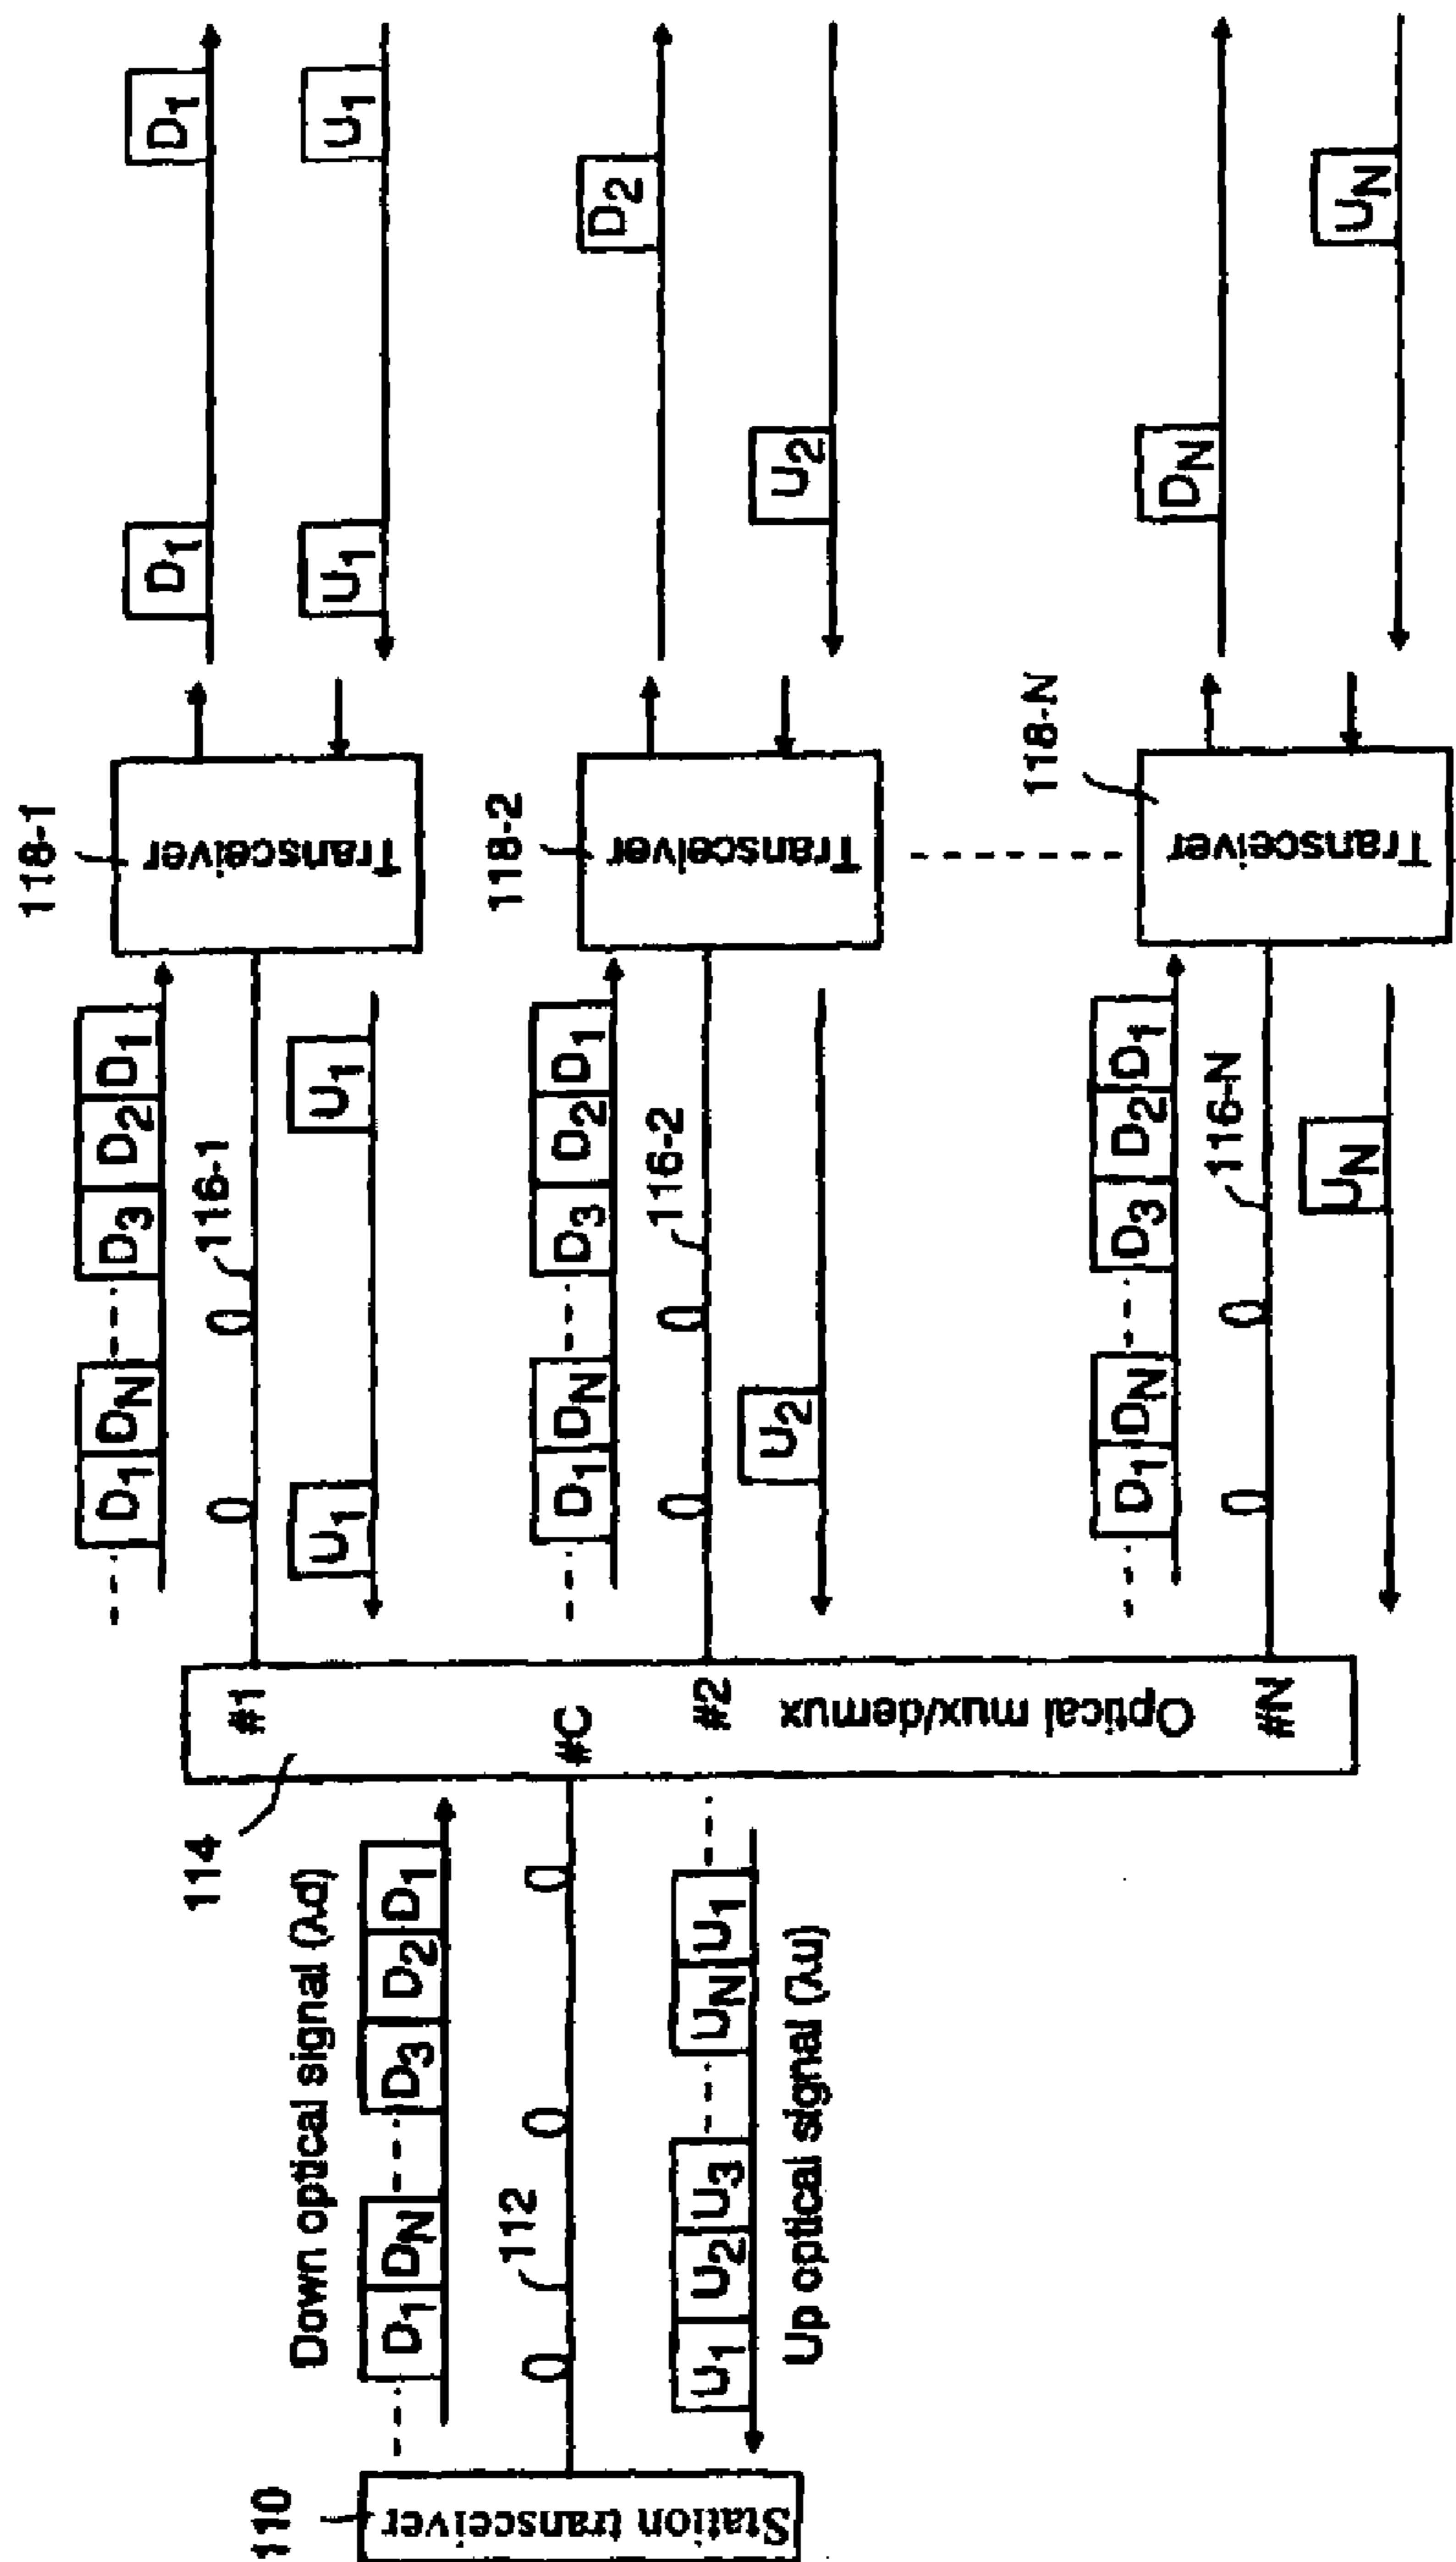 110
Station transceiver
Down optical signal (λd)
D1 DN D3 D2 D1
112
U1 U2 U3 UN U1
Up optical signal (λu)
114
#1
#C
#2
Optical mux/demux
#N
D1 DN D3 D2 D1
116-1
U1 U1
118-1
Transceiver
D1 D1
U1 U1
D1 DN D3 D2 D1
116-2
U2
118-2
Transceiver
D2
U2
D1 DN D3 D2 D1
116-N
UN
118-N
Transceiver
DN
UN